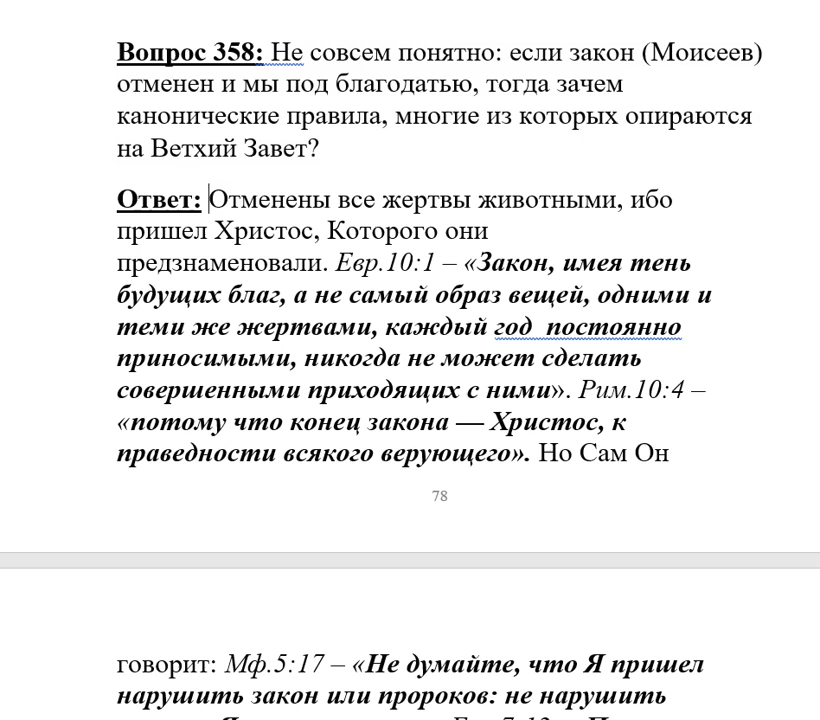 Вопрос 358: Не совсем понятно: если закон (Моисеев)
отменен и мы под благодатью, тогда зачем
канонические правила, многие из которых опираются
на Ветхий Завет?
Ответ: Отменены все жертвы животными, ибо
пришел Христос, Которого они
предзнаменовали. Евр.10:1 – «Закон, имея тень
будущих благ, а не самый образ вещей, одними и
теми же жертвами, каждый год  постоянно
приносимыми, никогда не может сделать
совершенными приходящих с ними». Рим.10:4 –
«потому что конец закона — Христос, к
праведности всякого верующего». Но Сам Он
78
говорит: Мф.5:17 – «Не думайте, что Я пришел
нарушить закон или пророков: не нарушить